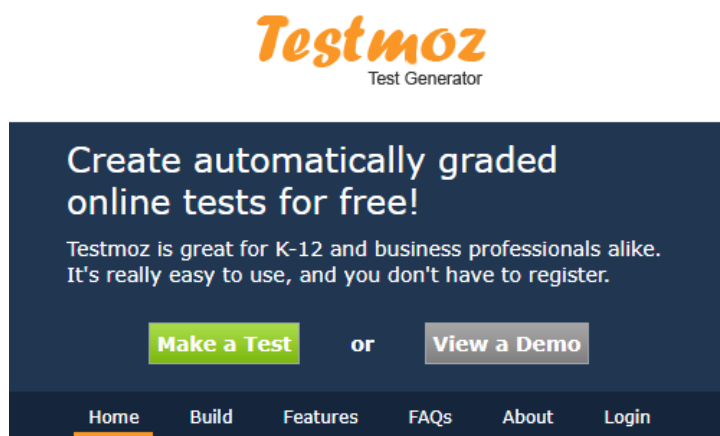 Testmoz
Test Generator
Create automatically graded
online tests for free!
Testmoz is great for K-12 and business professionals alike.
It's really easy to use, and you don't have to register.
Make a Test or View a Demo
Home Build Features FAQs About Login